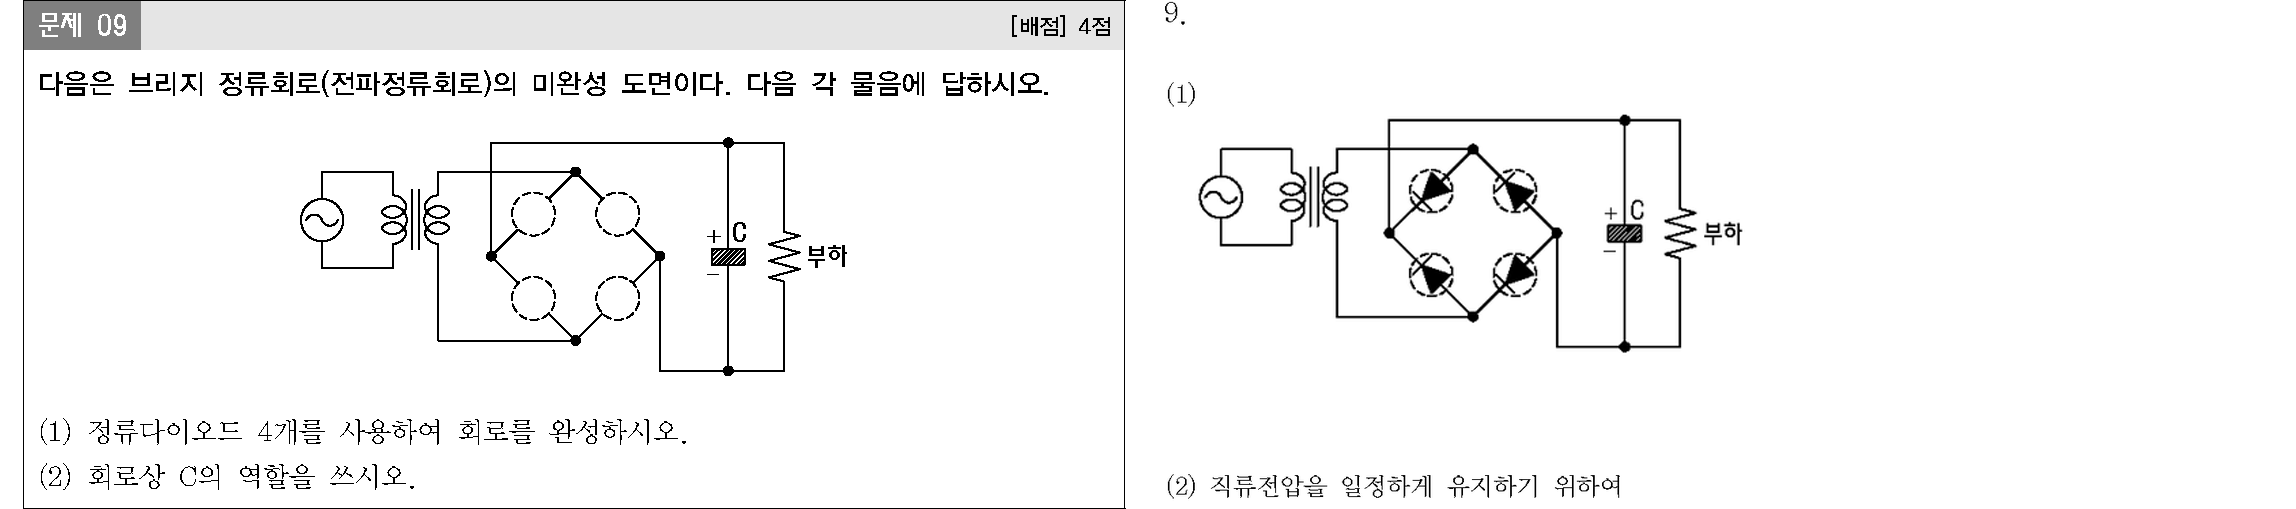 문제 09
[배점] 4점
다음은 브리지 정류회로(전파정류회로)의 미완성 도면이다. 다음 각 물음에 답하시오.
+ C
−
부하
(1) 정류다이오드 4개를 사용하여 회로를 완성하시오.
(2) 회로상 C의 역할을 쓰시오.
9.
(1)
+ C
−
부하
(2) 직류전압을 일정하게 유지하기 위하여